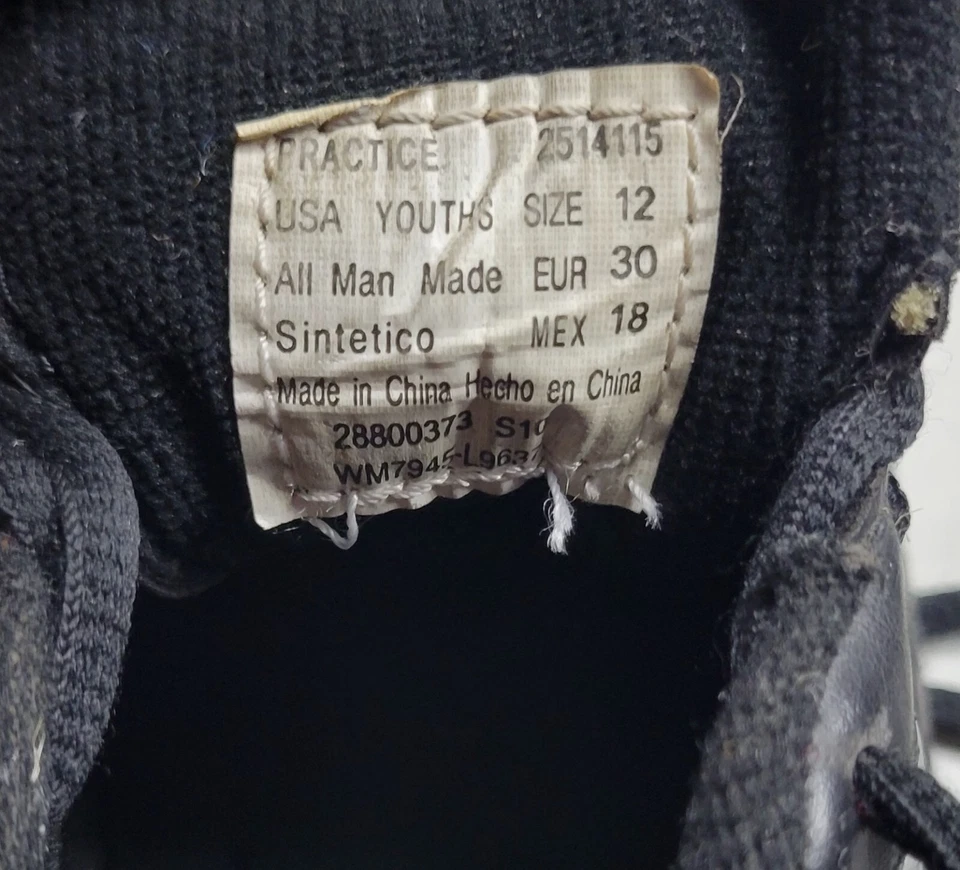 PRACTICE 2514115
USA YOUTHS SIZE 12
All Man Made EUR 30
Sintetico MEX 18
Made in China Hecho en China
28800373